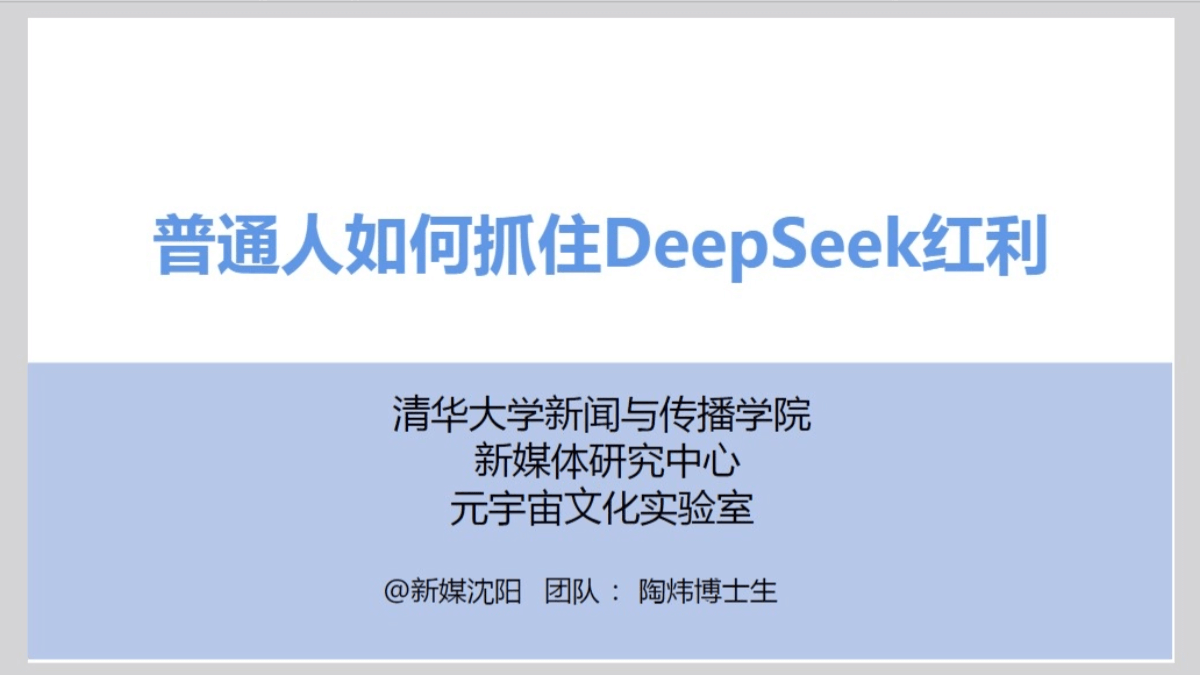 普通人如何抓住DeepSeek红利
清华大学新闻与传播学院
新媒体研究中心
元宇宙文化实验室
@新媒沈阳 团队：陶炜博士生